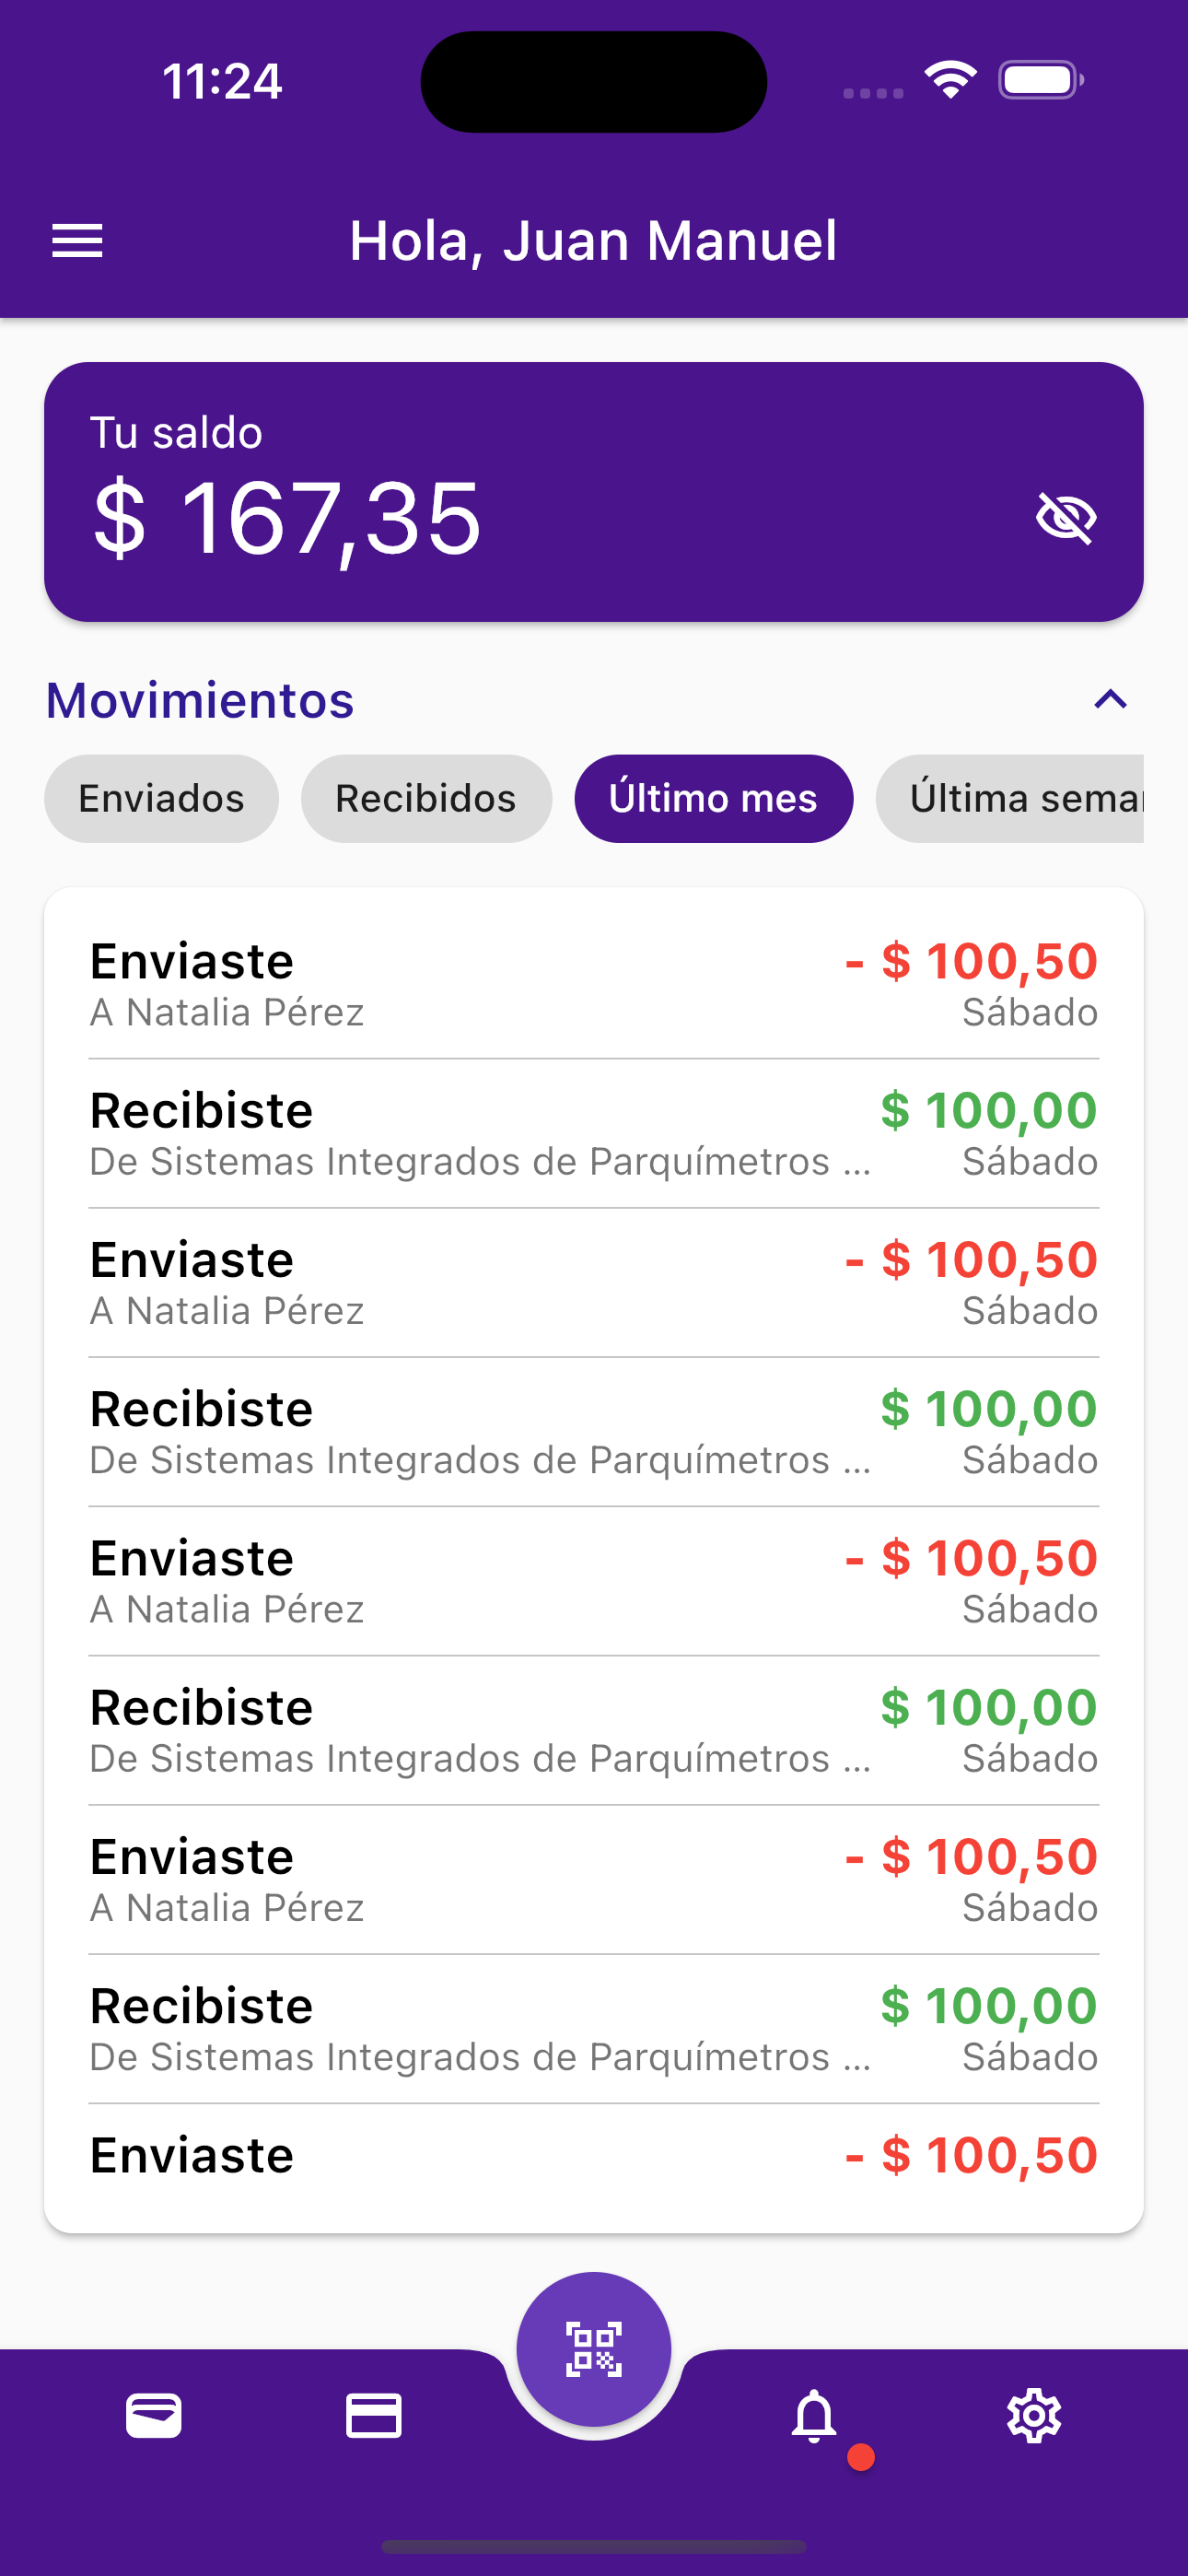 11:24
Hola, Juan Manuel
Tu saldo
$ 167,35
Movimientos
Enviados Recibidos Último mes Última semar
Enviaste - $ 100,50
A Natalia Pérez Sábado
Recibiste $ 100,00
De Sistemas Integrados de Parquímetros ... Sábado
Enviaste - $ 100,50
A Natalia Pérez Sábado
Recibiste $ 100,00
De Sistemas Integrados de Parquímetros ... Sábado
Enviaste - $ 100,50
A Natalia Pérez Sábado
Recibiste $ 100,00
De Sistemas Integrados de Parquímetros ... Sábado
Enviaste - $ 100,50
A Natalia Pérez Sábado
Recibiste $ 100,00
De Sistemas Integrados de Parquímetros ... Sábado
Enviaste - $ 100,50